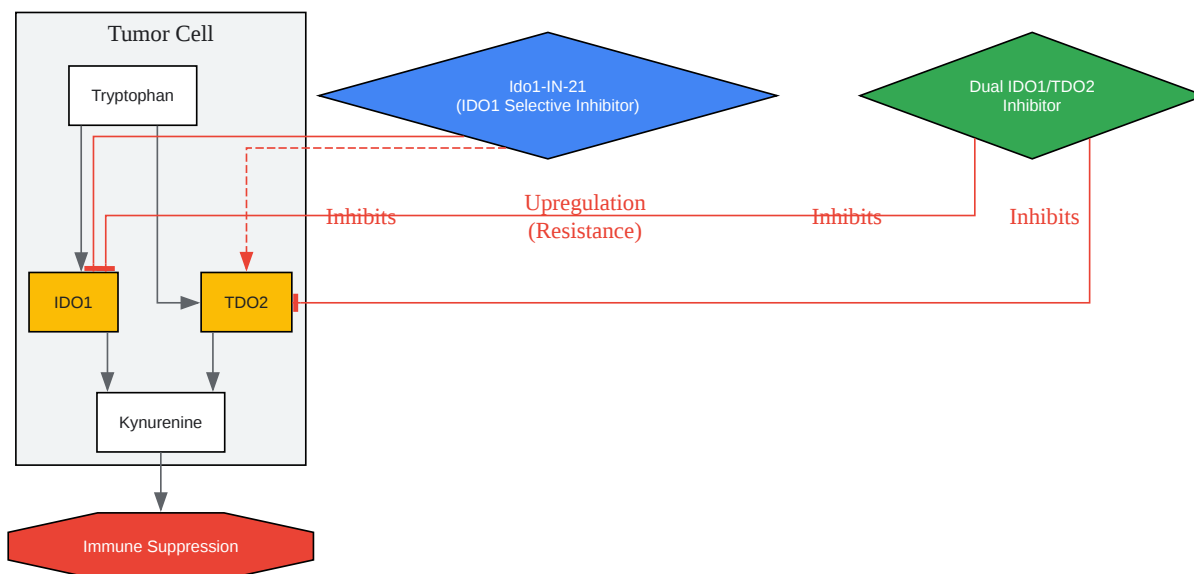 Tumor Cell
Tryptophan
Ido1-IN-21
(IDO1 Selective Inhibitor)
Dual IDO1/TDO2
Inhibitor
Inhibits
Upregulation
(Resistance)
Inhibits
Inhibits
IDO1
TDO2
Kynurenine
Immune Suppression